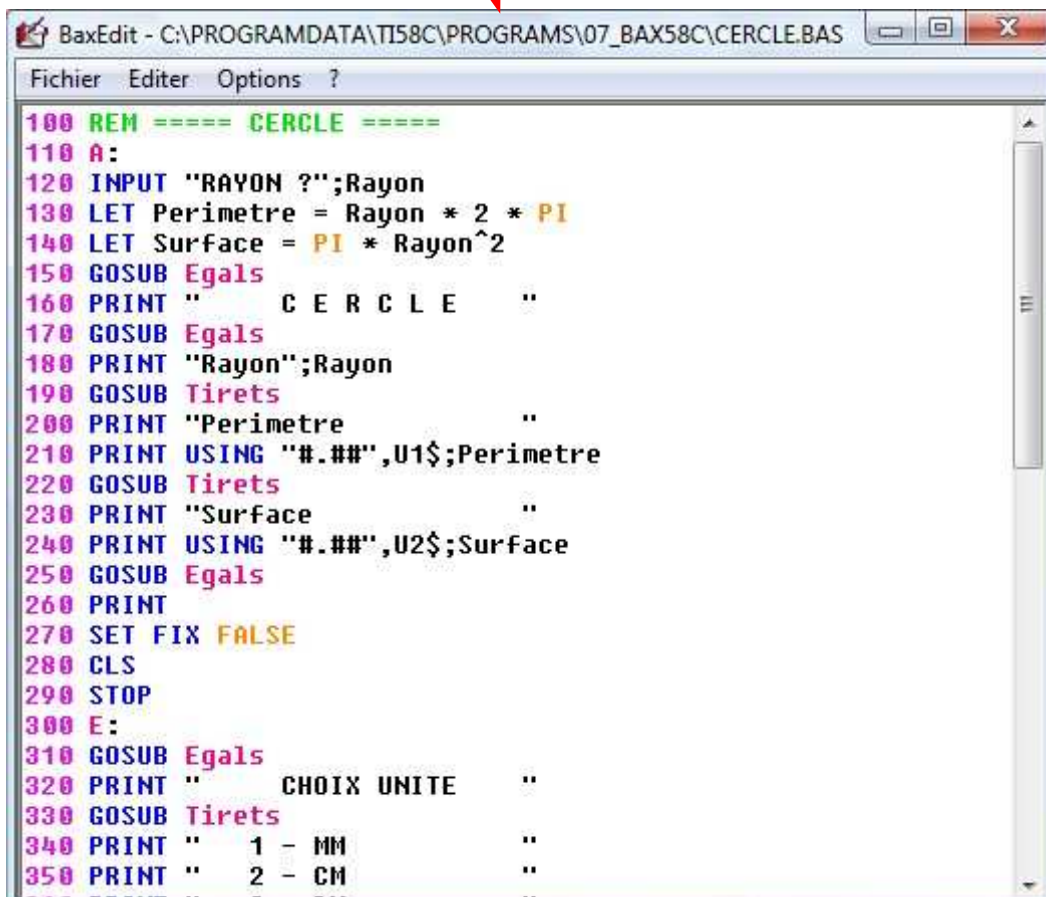 BaxEdit - C:\PROGRAMDATA\TI58C\PROGRAMS\07_BAX58C\CERCLE.BAS
Fichier Editer Options ?
100 REM ===== CERCLE =====
110 A:
120 INPUT "RAYON ?";Rayon
130 LET Perimetre = Rayon * 2 * PI
140 LET Surface = PI * Rayon^2
150 GOSUB Egals
160 PRINT "     C E R C L E    "
170 GOSUB Egals
180 PRINT "Rayon";Rayon
190 GOSUB Tirets
200 PRINT "Perimetre           "
210 PRINT USING "#.##",U1$;Perimetre
220 GOSUB Tirets
230 PRINT "Surface             "
240 PRINT USING "#.##",U2$;Surface
250 GOSUB Egals
260 PRINT
270 SET FIX FALSE
280 CLS
290 STOP
300 E:
310 GOSUB Egals
320 PRINT "     CHOIX UNITE    "
330 GOSUB Tirets
340 PRINT "   1 - MM           "
350 PRINT "   2 - CM           "